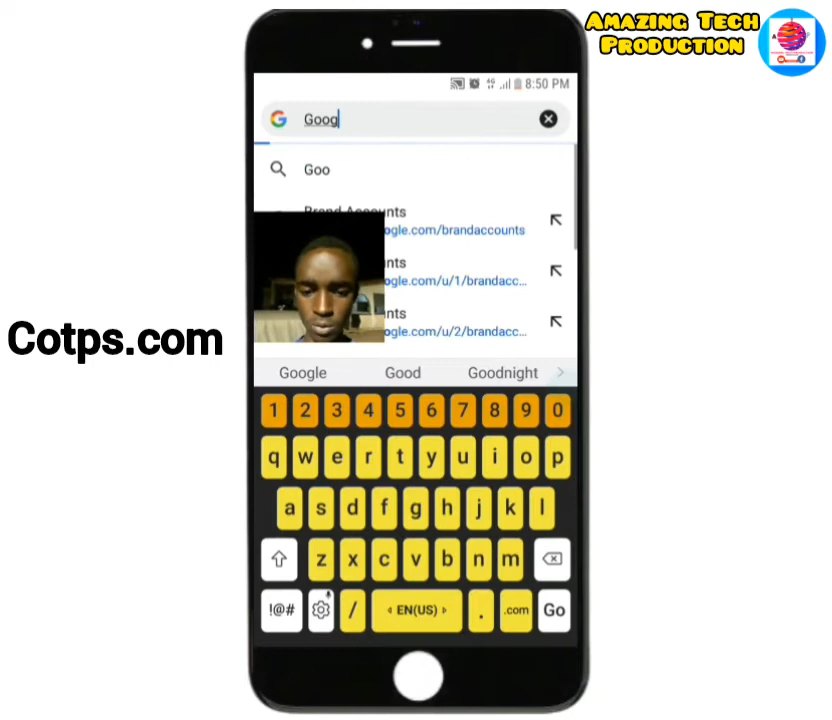 Amazing Tech
Production
4G 8:50 PM
Goog
Goo
Brand Accounts
ogle.com/brandaccounts
nts
ogle.com/u/1/brandacc...
nts
ogle.com/u/2/brandacc...
Cotps.com
Google Good Goodnight
1 2 3 4 5 6 7 8 9 0
q w e r t y u i o p
a s d f g h j k l
z x c v b n m
!@# / EN(US) . .com Go